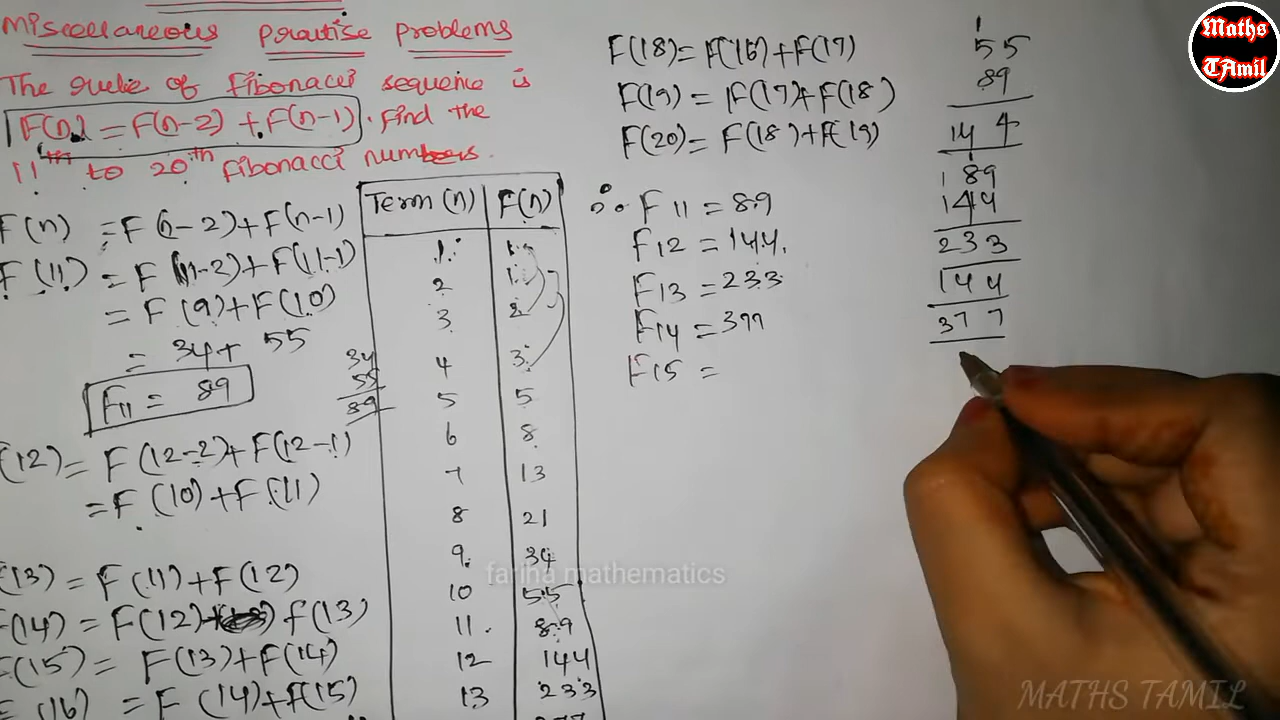 Miscellaneous Practise Problems
The rule of Fibonacci sequence is
F(n) = F(n-2) + F(n-1). Find the
11th to 20th Fibonacci numbers.
F(n) = F(n-2) + F(n-1)
F(11) = F(11-2) + F(11-1)
= F(9) + F(10)
= 34 + 55
F11 = 89
34
55
89
(12) = F(12-2) + F(12-1)
= F(10) + F(11)
(13) = F(11) + F(12)
F(14) = F(12) + f(13)
F(15) = F(13) + F(14)
(16) = F(14) + F(15)
Term (n) F(n)
1 1
2 1
3 2
4 3
5 5
6 8
7 13
8 21
9 34
10 55
11 89
12 144
13 233
377
F(18) = F(16) + F(17)
F(19) = F(17) + F(18)
F(20) = F(18) + F(19)
∴ F11 = 89
F12 = 144
F13 = 233
F14 = 377
F15 =
1
55
89
144
1
189
144
233
144
377
Maths
TAmil
fariha mathematics
MATHS TAMIL